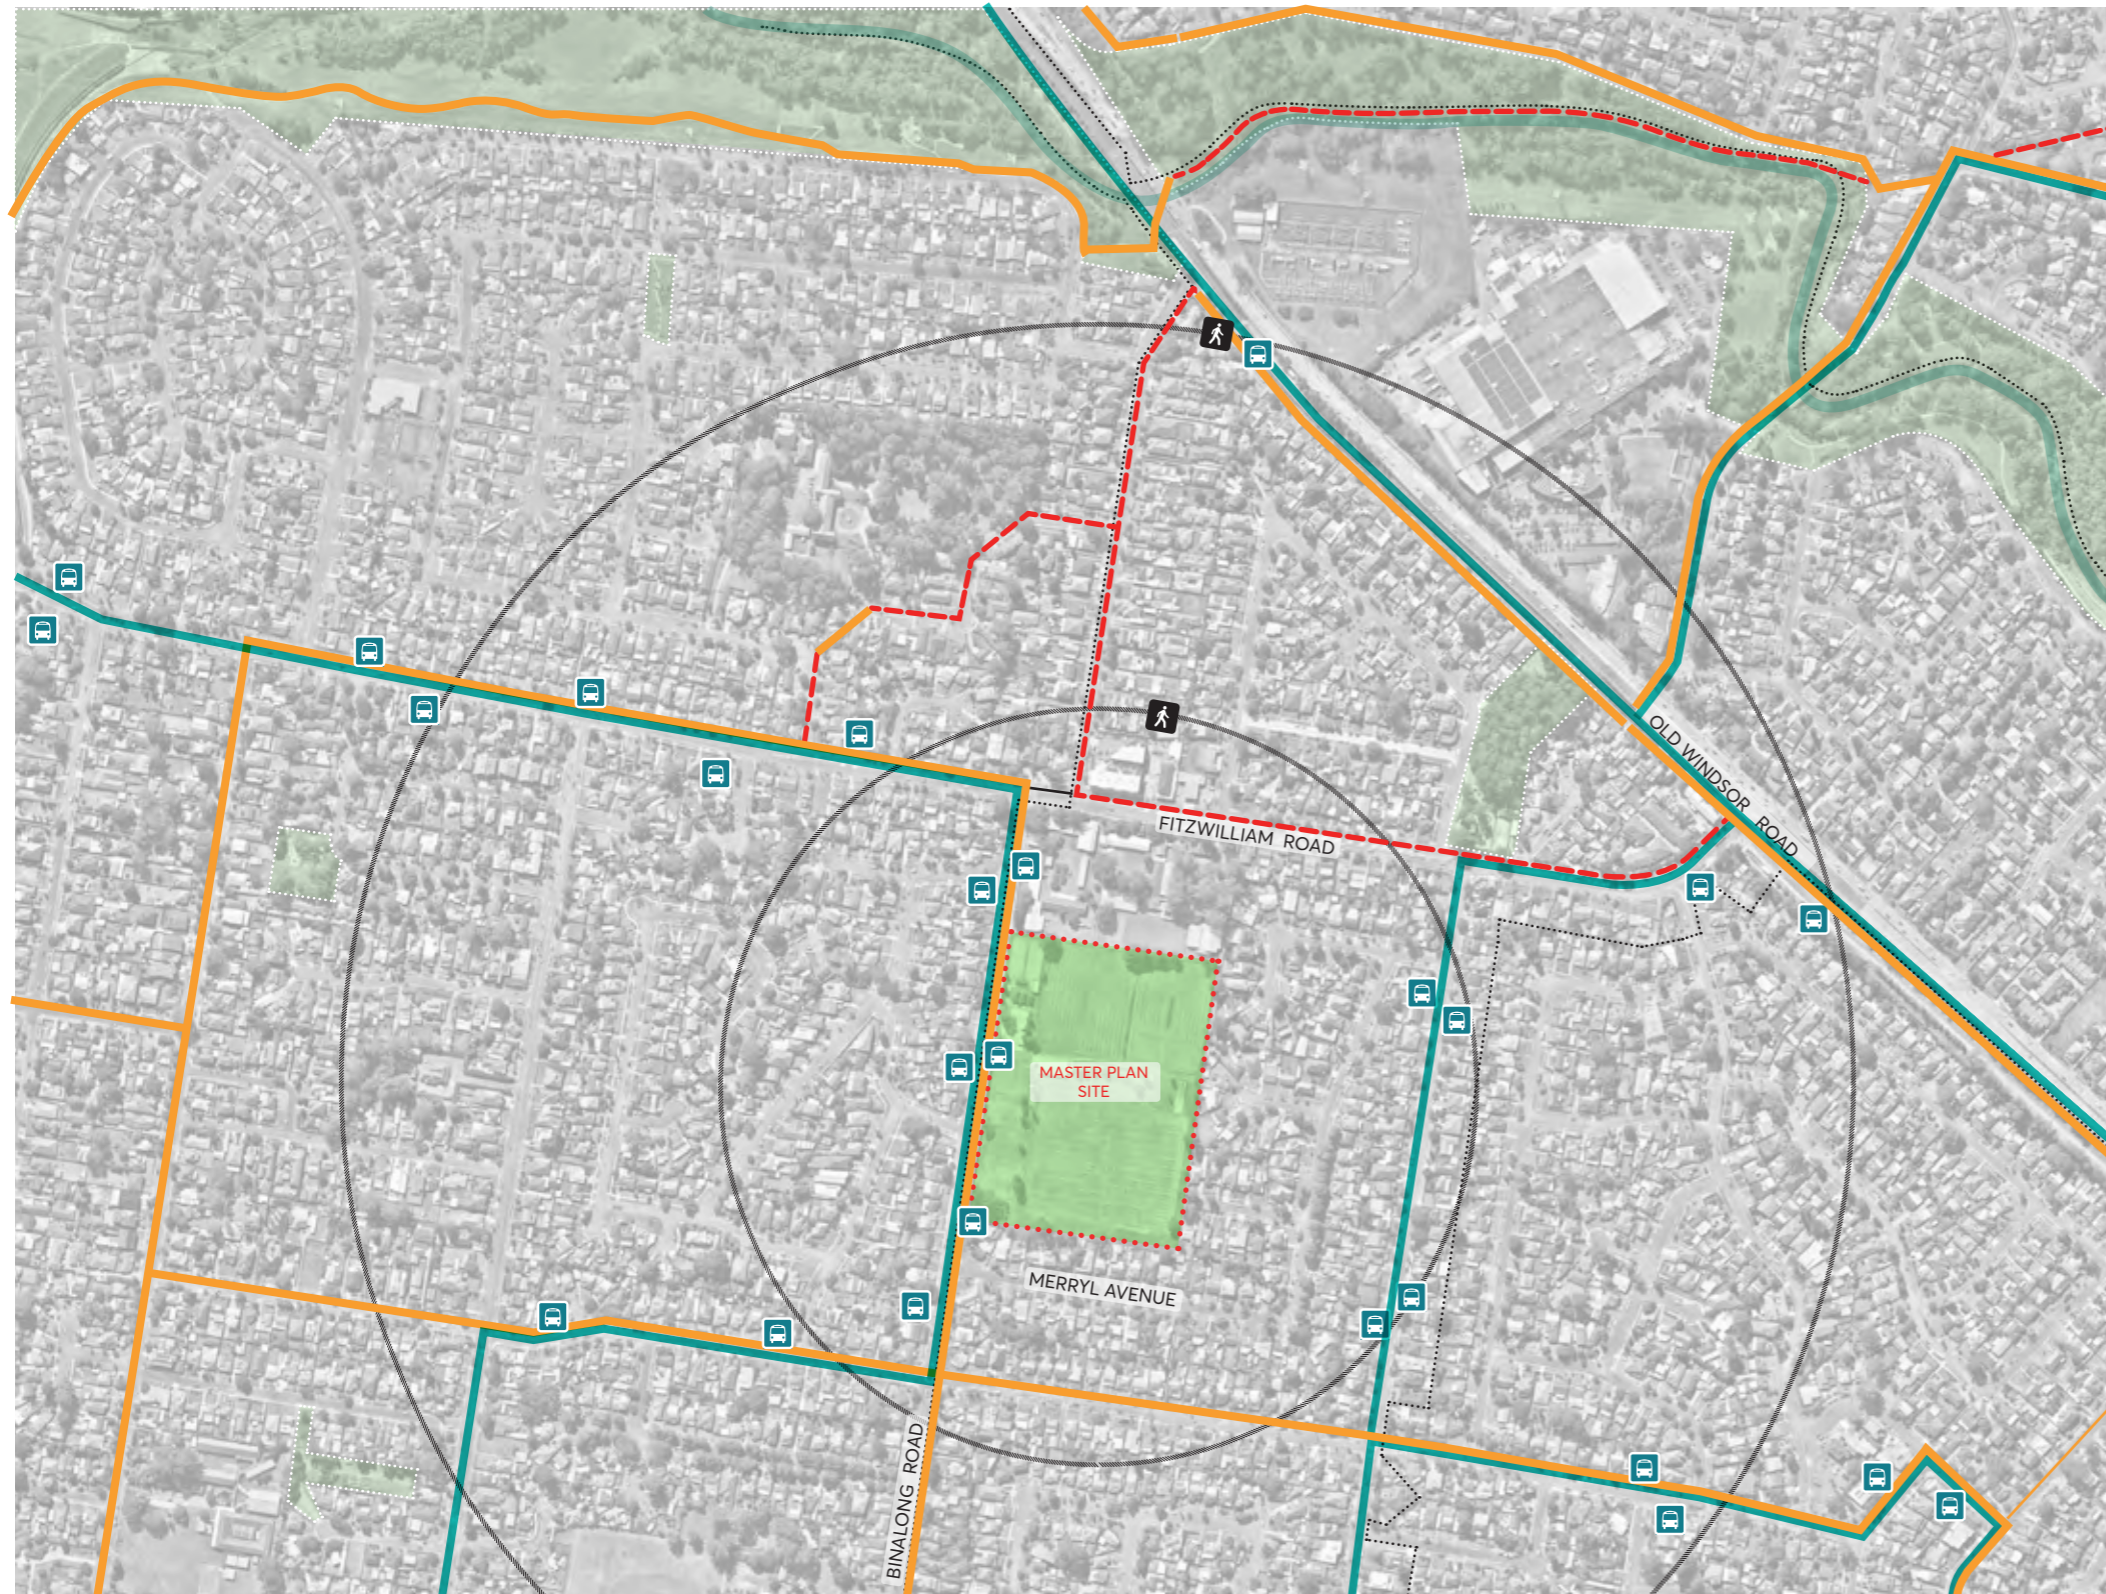 OLD WINDSOR ROAD
FITZWILLIAM ROAD
MASTER PLAN
SITE
MERRYL AVENUE
BINALONG ROAD